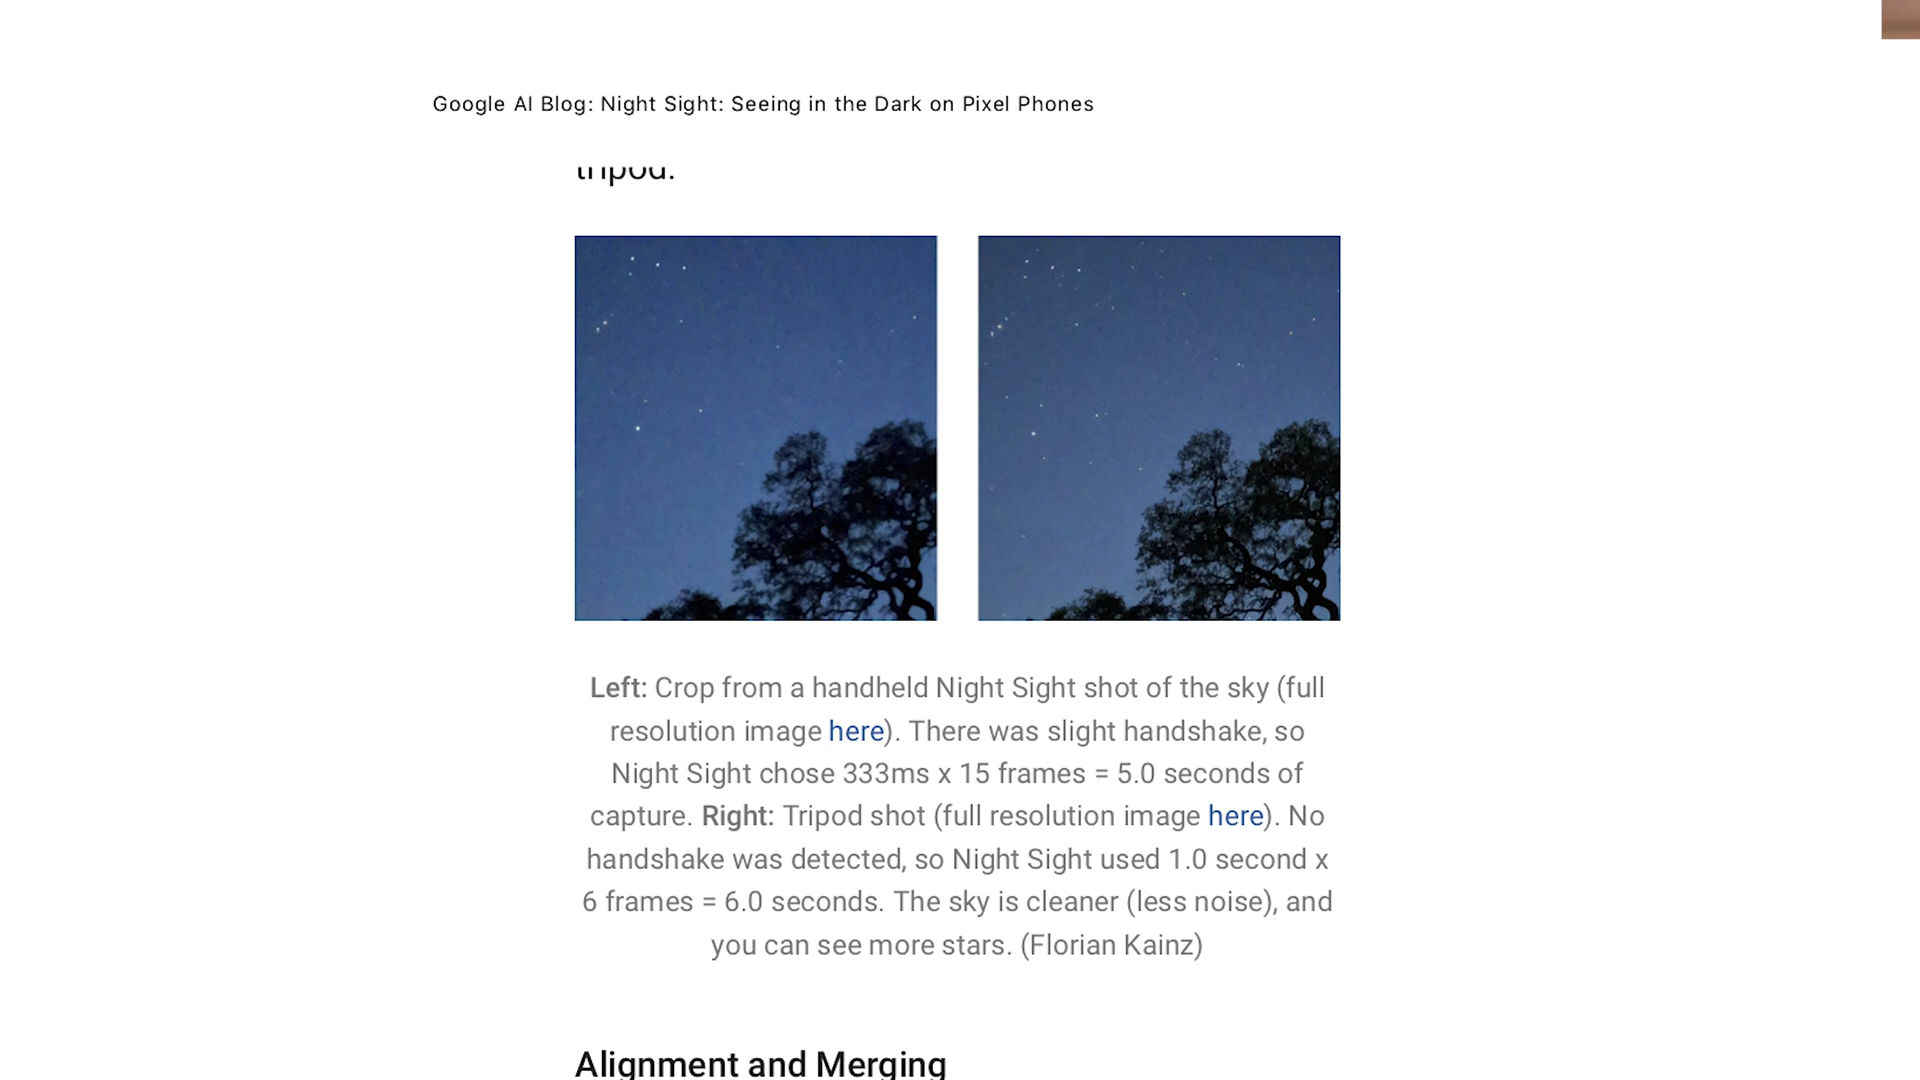 Google AI Blog: Night Sight: Seeing in the Dark on Pixel Phones
tripod.
Left: Crop from a handheld Night Sight shot of the sky (full
resolution image here). There was slight handshake, so
Night Sight chose 333ms x 15 frames = 5.0 seconds of
capture. Right: Tripod shot (full resolution image here). No
handshake was detected, so Night Sight used 1.0 second x
6 frames = 6.0 seconds. The sky is cleaner (less noise), and
you can see more stars. (Florian Kainz)
Alignment and Merging